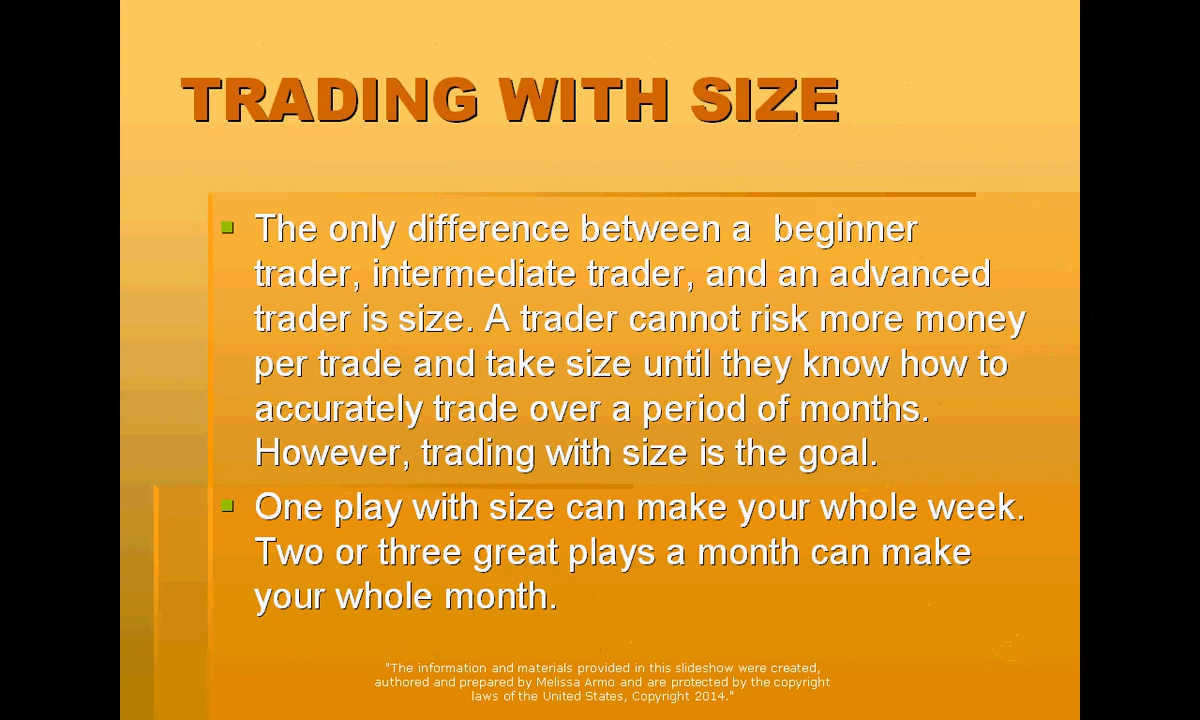 TRADING WITH SIZE
The only difference between a  beginner
trader, intermediate trader, and an advanced
trader is size. A trader cannot risk more money
per trade and take size until they know how to
accurately trade over a period of months.
However, trading with size is the goal.
One play with size can make your whole week.
Two or three great plays a month can make
your whole month.
"The information and materials provided in this slideshow were created,
authored and prepared by Melissa Armo and are protected by the copyright
laws of the United States, Copyright 2014."